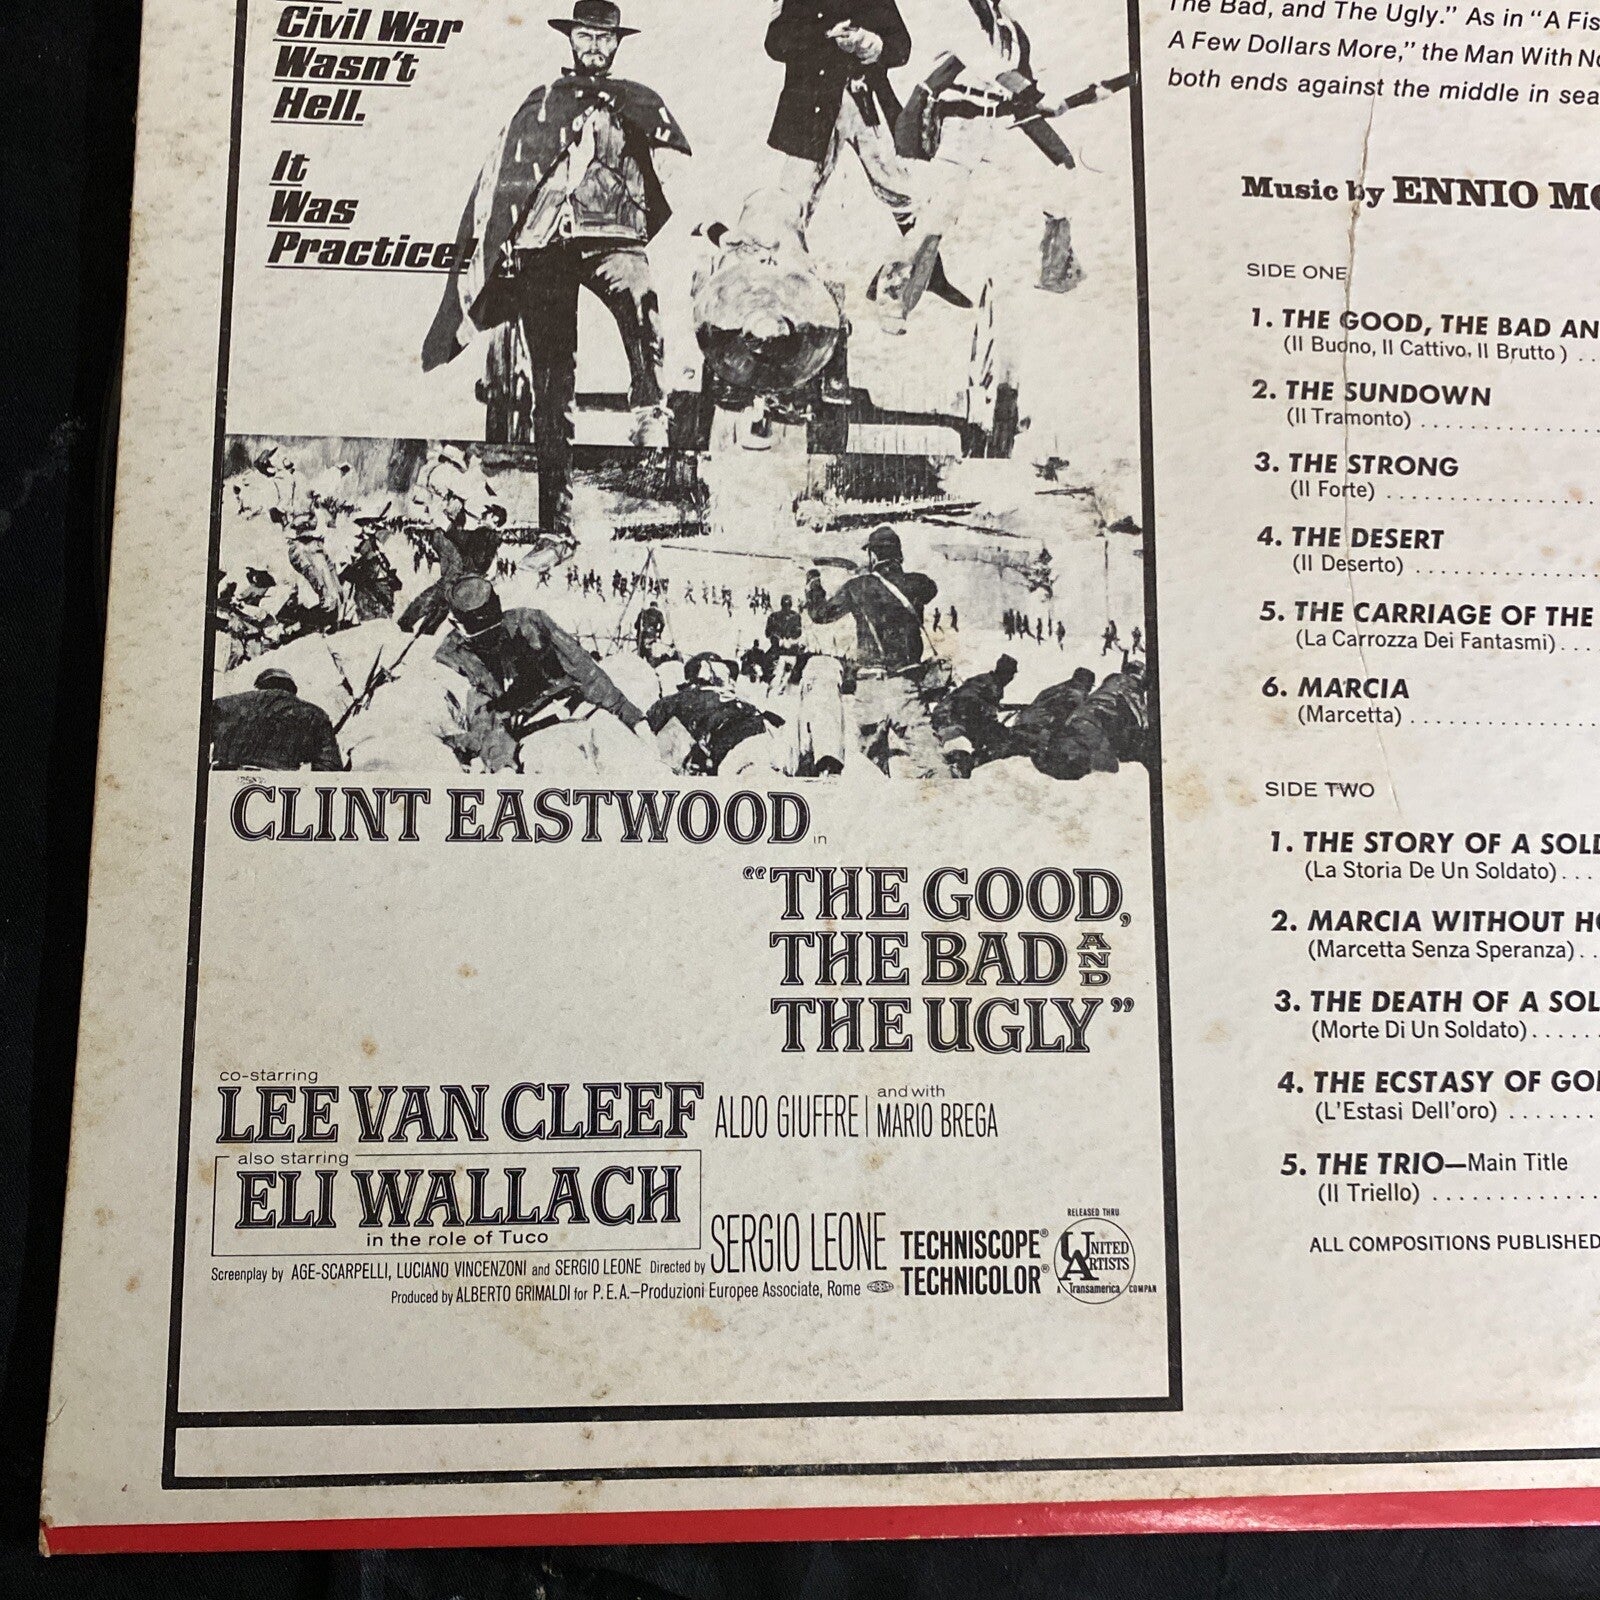 Civil War
Wasn't
Hell.
It
Was
Practice!
CLINT EASTWOOD in
"THE GOOD,
THE BAD AND
THE UGLY"
co-starring
LEE VAN CLEEF ALDO GIUFFRE and with MARIO BREGA
also starring
ELI WALLACH
in the role of Tuco
Screenplay by AGE-SCARPELLI, LUCIANO VINCENZONI and SERGIO LEONE Directed by SERGIO LEONE
Produced by ALBERTO GRIMALDI for P.E.A.–Produzioni Europee Associate, Rome
TECHNISCOPE®
TECHNICOLOR®
RELEASED THRU
UNITED
ARTISTS
A Transamerica COMPAN
The Bad, and The Ugly." As in "A Fis
A Few Dollars More," the Man With No
both ends against the middle in sea
Music by ENNIO MO
SIDE ONE
1. THE GOOD, THE BAD AN
(Il Buono, Il Cattivo, Il Brutto) . .
2. THE SUNDOWN
(Il Tramonto) . . . . . . . . . . . . . .
3. THE STRONG
(Il Forte) . . . . . . . . . . . . . . . . .
4. THE DESERT
(Il Deserto) . . . . . . . . . . . . . . .
5. THE CARRIAGE OF THE
(La Carrozza Dei Fantasmi) . . .
6. MARCIA
(Marcetta) . . . . . . . . . . . . . . .
SIDE TWO
1. THE STORY OF A SOLD
(La Storia De Un Soldato) . . .
2. MARCIA WITHOUT HO
(Marcetta Senza Speranza) . .
3. THE DEATH OF A SOL
(Morte Di Un Soldato) . . . . . .
4. THE ECSTASY OF GOL
(L'Estasi Dell'oro) . . . . . . .
5. THE TRIO—Main Title
(Il Triello) . . . . . . . . . . . . .
ALL COMPOSITIONS PUBLISHED